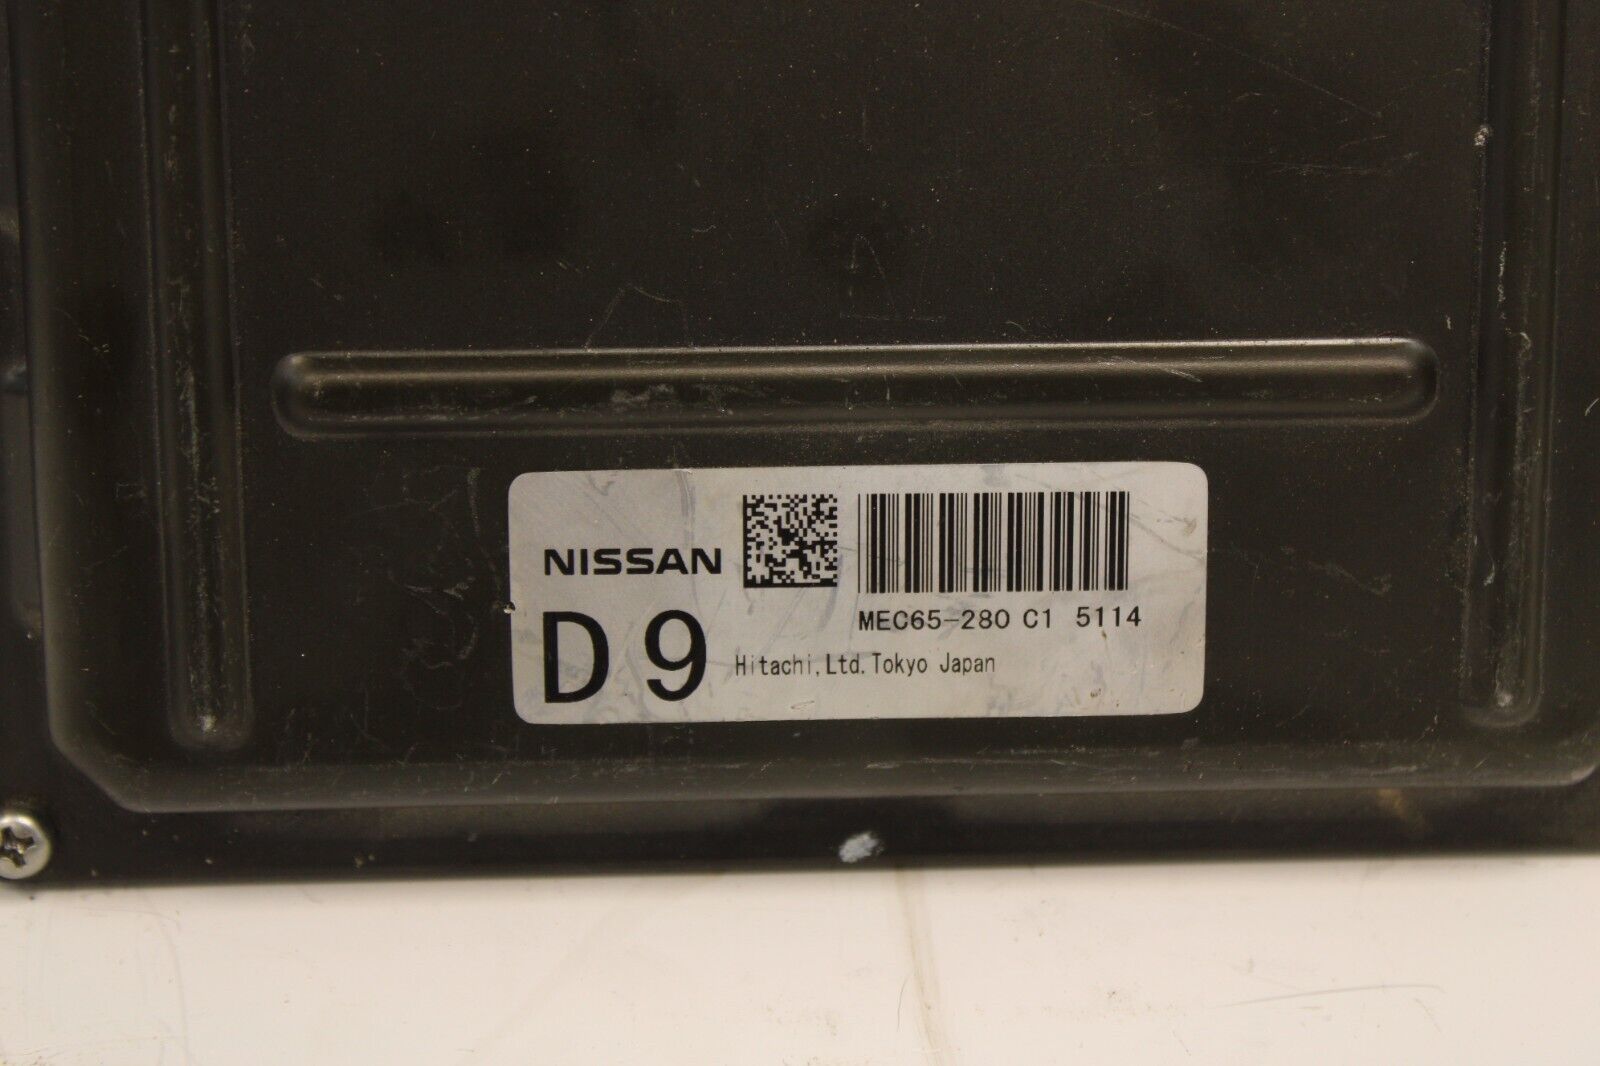 NISSAN
MEC65-280 C1 5114
D9
Hitachi,Ltd.Tokyo Japan